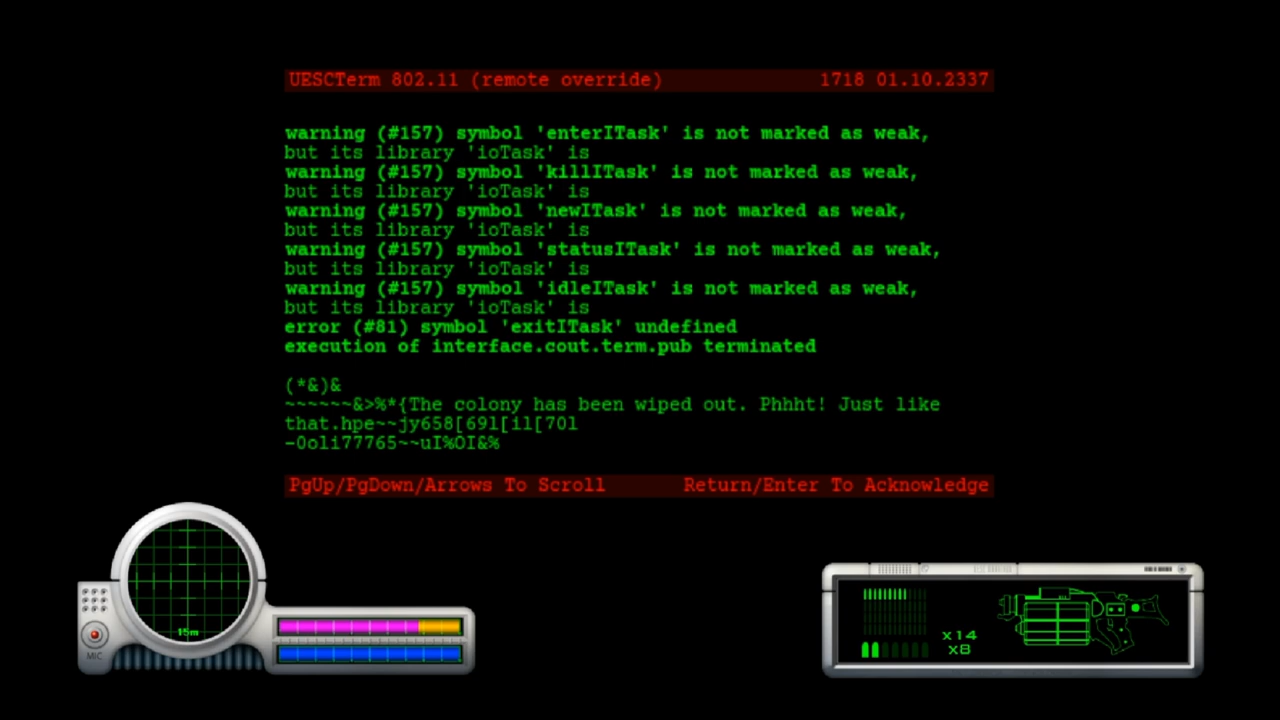 UESCTerm 802.11 (remote override) 1718 01.10.2337
warning (#157) symbol 'enterITask' is not marked as weak,
but its library 'ioTask' is
warning (#157) symbol 'killITask' is not marked as weak,
but its library 'ioTask' is
warning (#157) symbol 'newITask' is not marked as weak,
but its library 'ioTask' is
warning (#157) symbol 'statusITask' is not marked as weak,
but its library 'ioTask' is
warning (#157) symbol 'idleITask' is not marked as weak,
but its library 'ioTask' is
error (#81) symbol 'exitITask' undefined
execution of interface.cout.term.pub terminated
(*&)&
~~~~~~&>%*{The colony has been wiped out. Phhht! Just like
that.hpe~~jy658[69l[il[70l
-0oli77765~~uI%OI&%
PgUp/PgDown/Arrows To Scroll Return/Enter To Acknowledge
15m
MIC
x14
x8